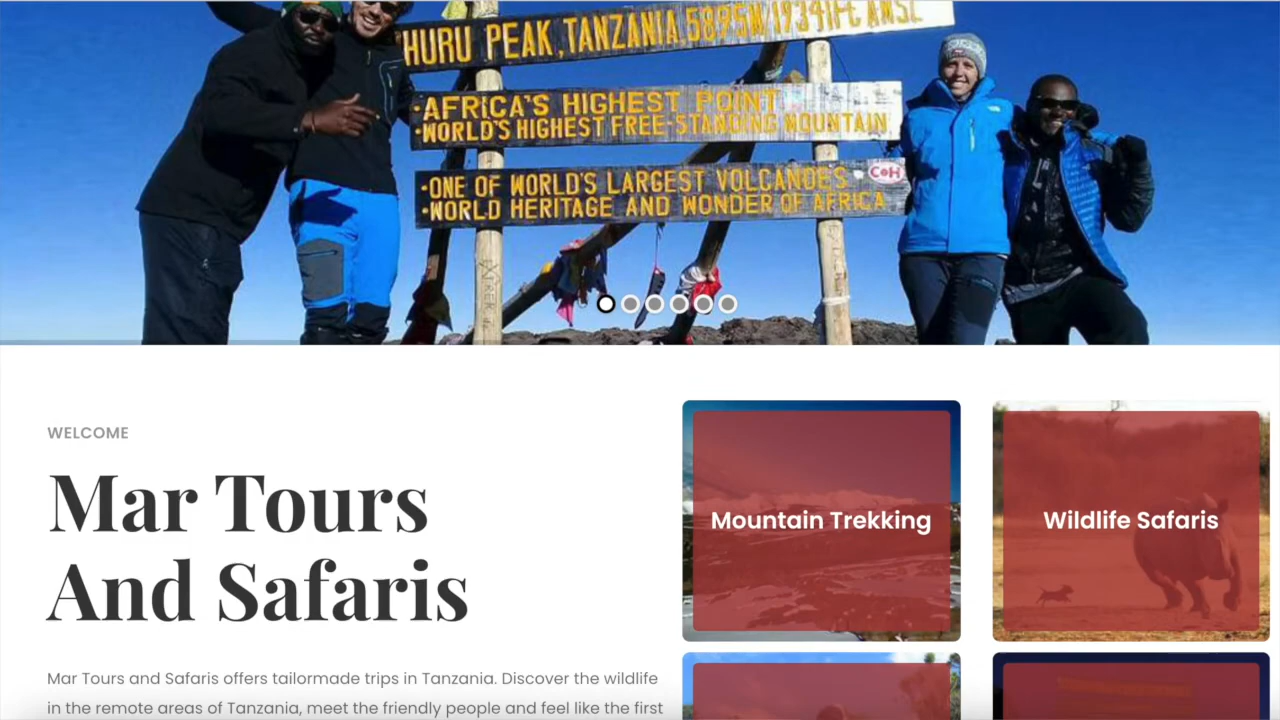 HURU PEAK, TANZANIA 5895M/19341Ft AMSL
•AFRICA'S HIGHEST POINT
•WORLD'S HIGHEST FREE-STANDING MOUNTAIN
•ONE OF WORLD'S LARGEST VOLCANOES
C•H
•WORLD HERITAGE AND WONDER OF AFRICA
WELCOME
Mar Tours
And Safaris
Mar Tours and Safaris offers tailormade trips in Tanzania. Discover the wildlife
in the remote areas of Tanzania, meet the friendly people and feel like the first
Mountain Trekking
Wildlife Safaris